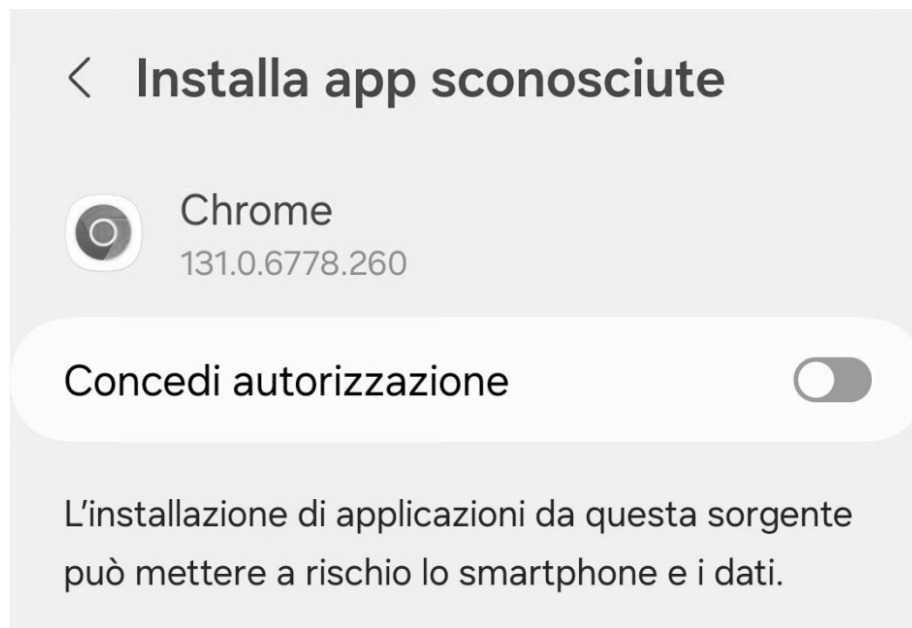 Installa app sconosciute
Chrome
131.0.6778.260
Concedi autorizzazione
L'installazione di applicazioni da questa sorgente
può mettere a rischio lo smartphone e i dati.